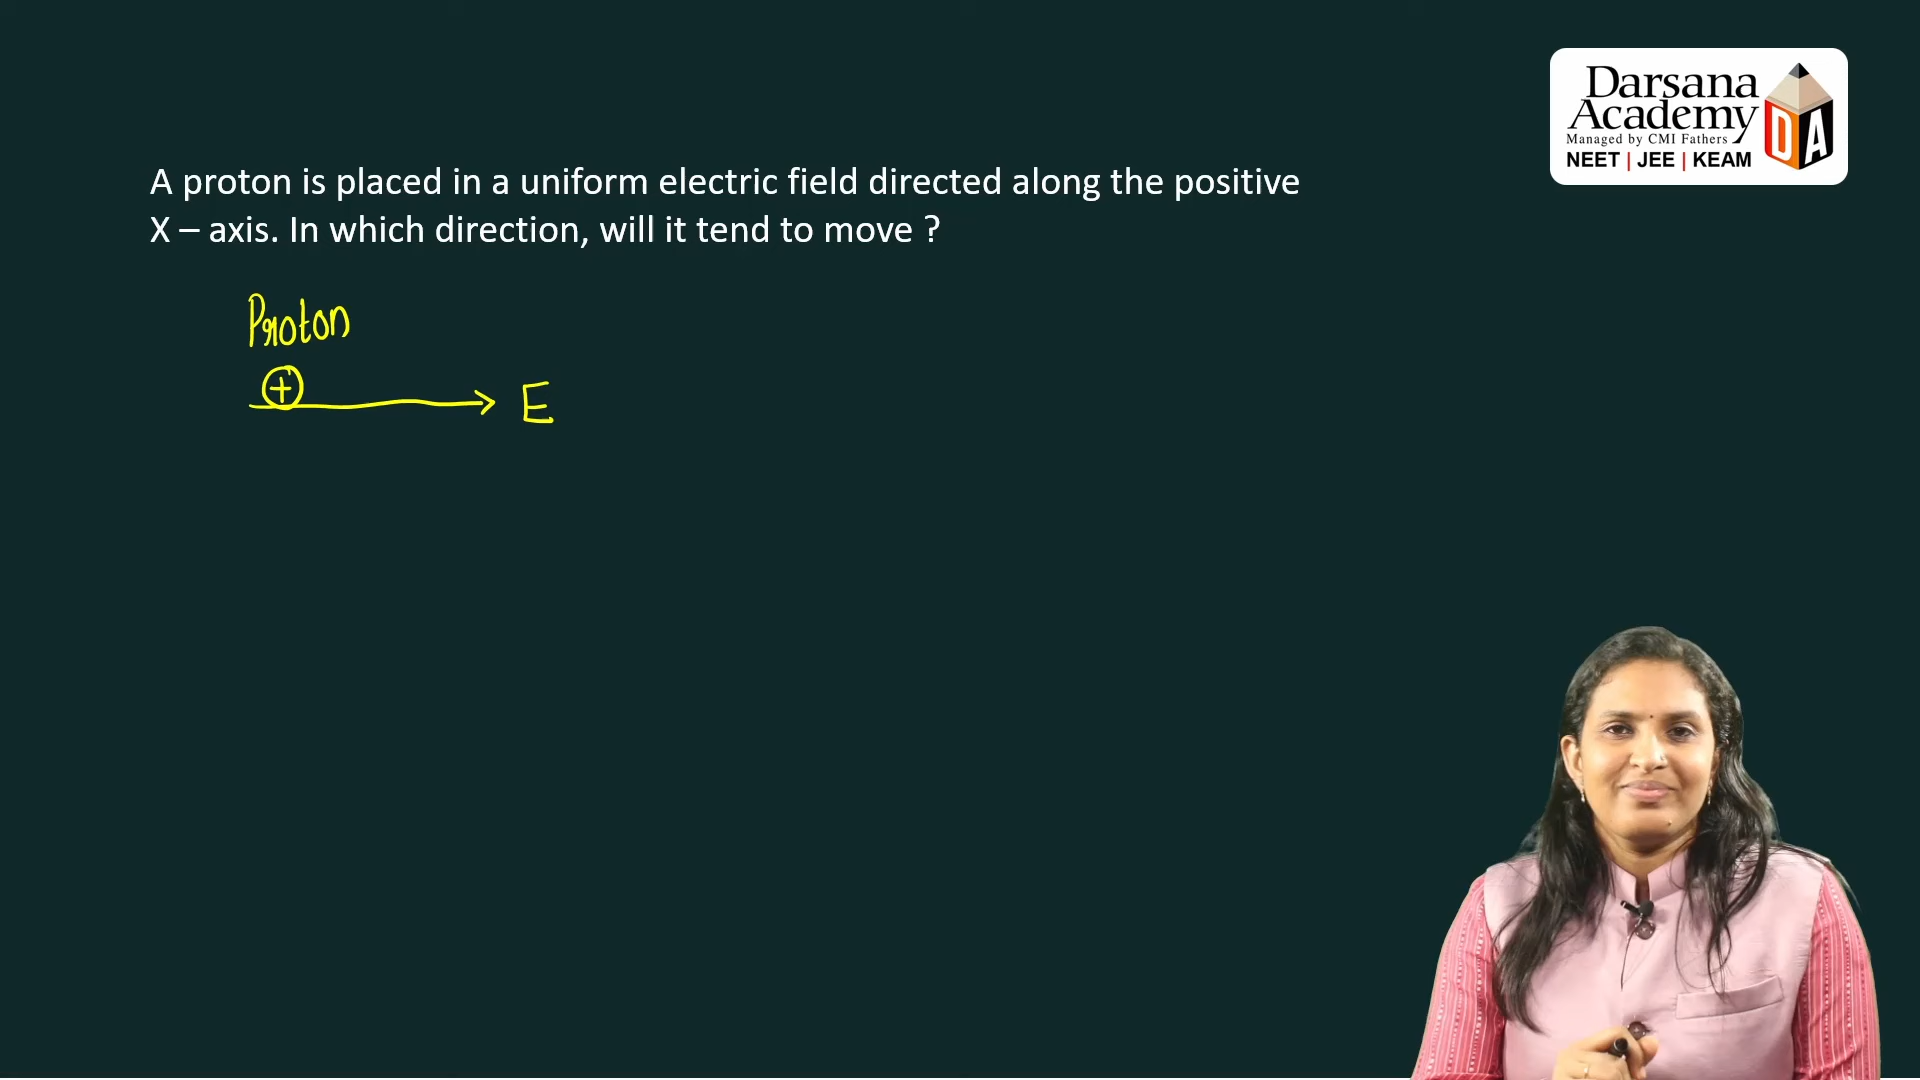 Darsana
Academy
Managed by CMI Fathers
NEET | JEE | KEAM
DA
A proton is placed in a uniform electric field directed along the positive
X – axis. In which direction, will it tend to move ?
Proton
+
E